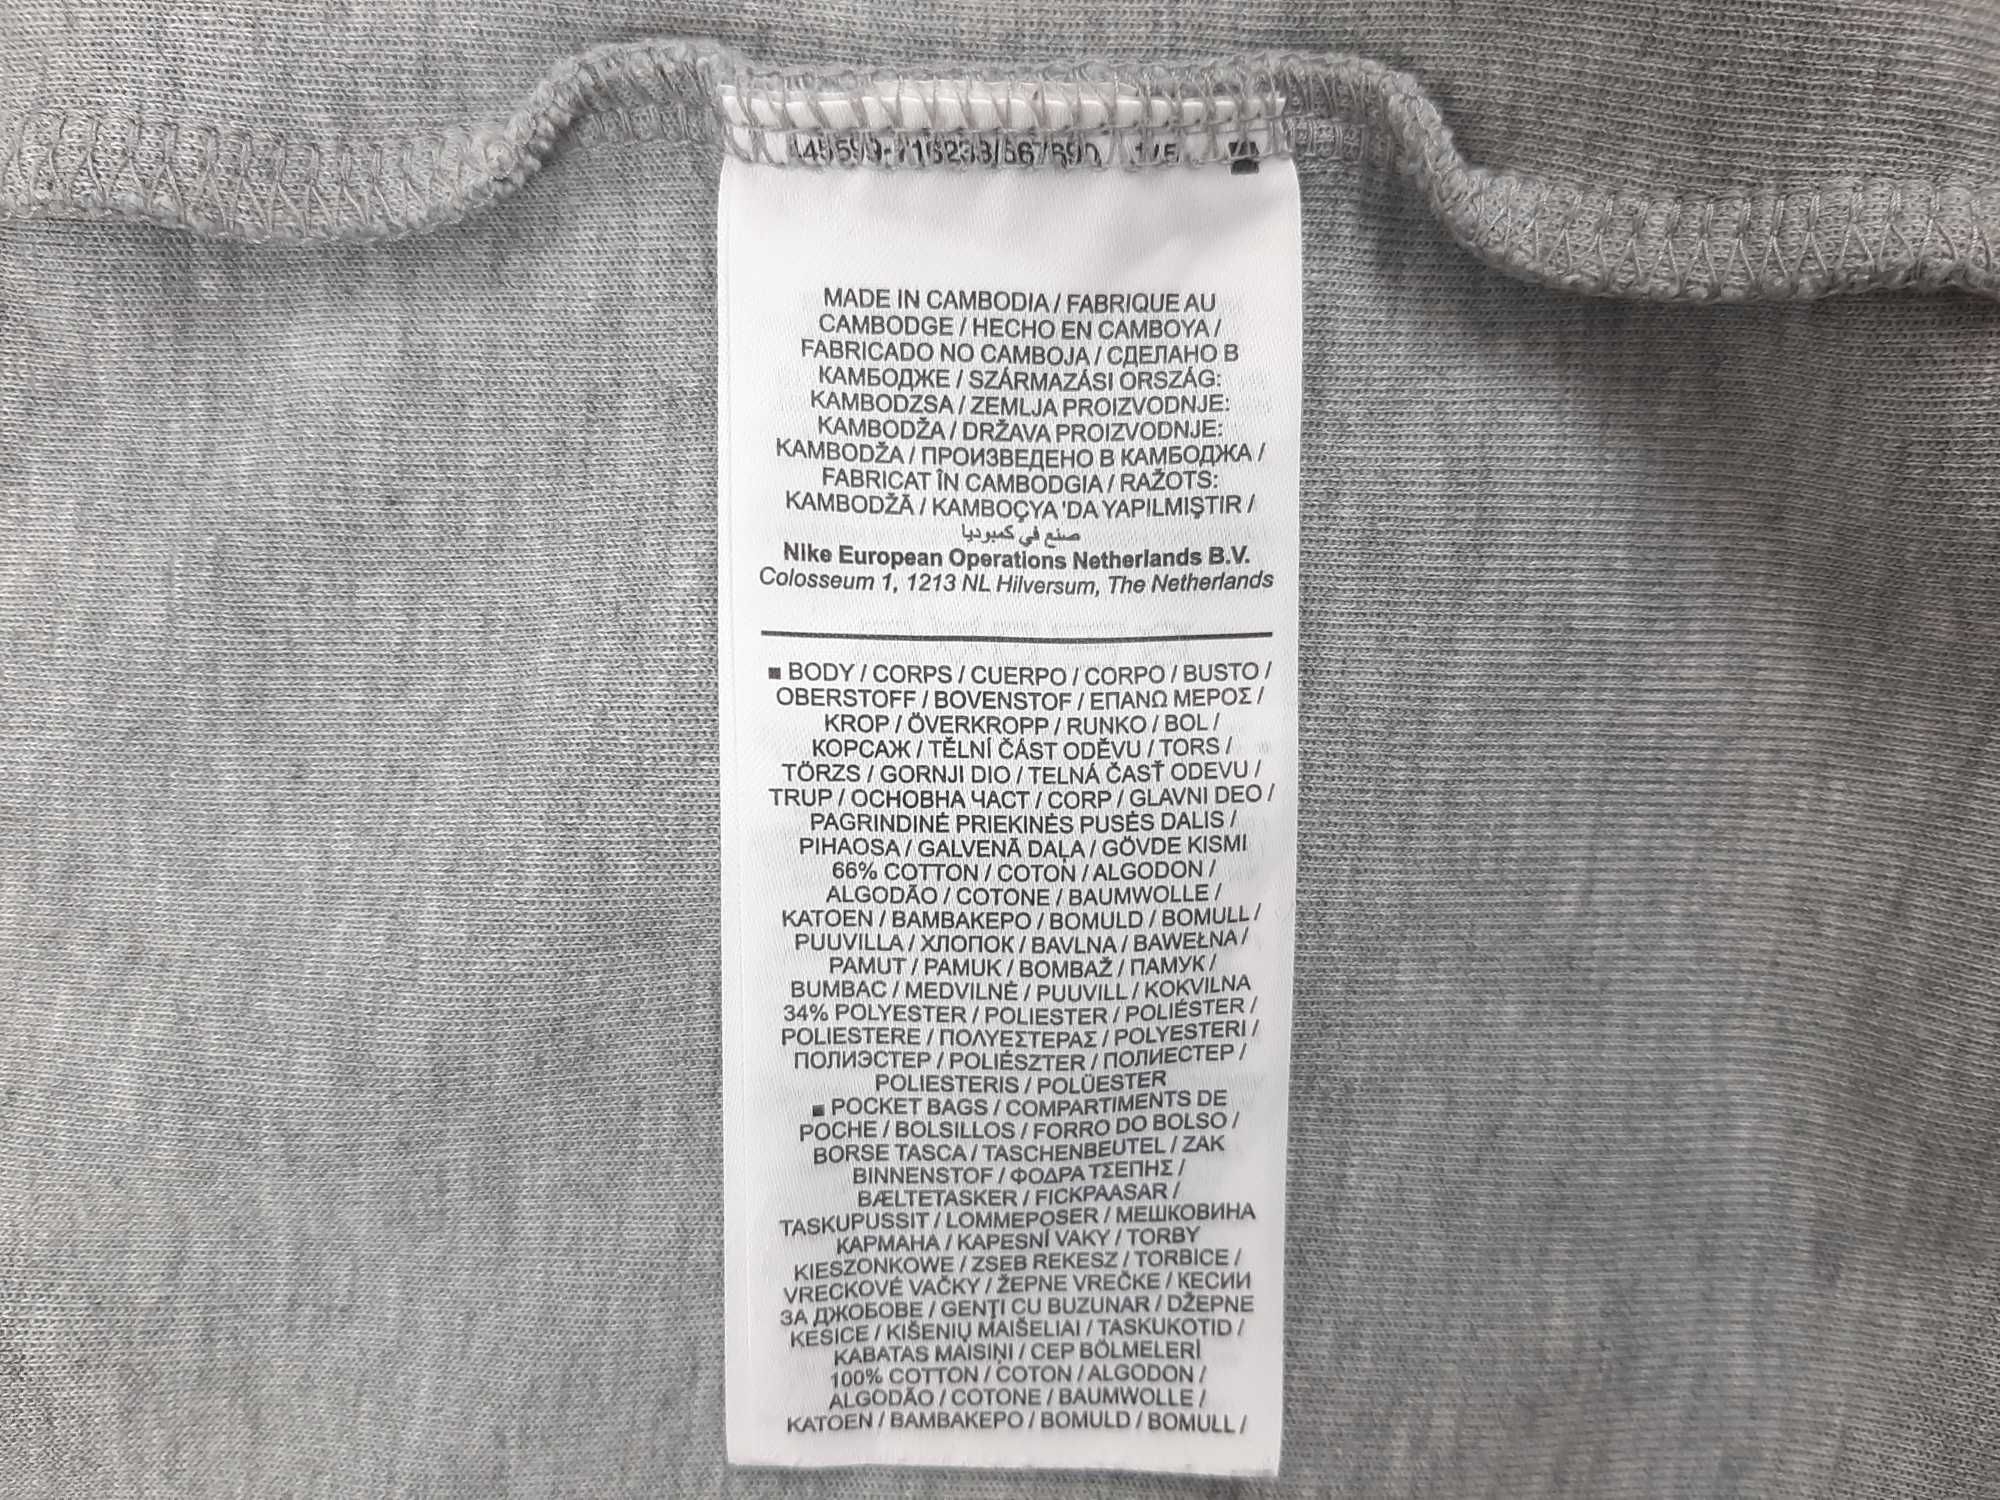 MADE IN CAMBODIA / FABRIQUE AU
CAMBODGE / HECHO EN CAMBOYA /
FABRICADO NO CAMBOJA / СДЕЛАНО В
КАМБОДЖЕ / SZÁRMAZÁSI ORSZÁG:
KAMBODZSA / ZEMLJA PROIZVODNJE:
KAMBODŽA / DRŽAVA PROIZVODNJE:
KAMBODŽA / ПРОИЗВЕДЕНО В КАМБОДЖА /
FABRICAT ÎN CAMBODGIA / RAŽOTS:
KAMBODŽĀ / KAMBOÇYA 'DA YAPILMIŞTIR /
صنع في كمبوديا
Nike European Operations Netherlands B.V.
Colosseum 1, 1213 NL Hilversum, The Netherlands
■ BODY / CORPS / CUERPO / CORPO / BUSTO /
OBERSTOFF / BOVENSTOF / ΕΠΑΝΩ ΜΕΡΟΣ /
KROP / ÖVERKROPP / RUNKO / BOL /
КОРСАЖ / TĚLNÍ ČÁST ODĚVU / TORS /
TÖRZS / GORNJI DIO / TELNÁ ČASŤ ODEVU /
TRUP / ОСНОВНА ЧАСТ / CORP / GLAVNI DEO /
PAGRINDINĖ PRIEKINĖS PUSĖS DALIS /
PIHAOSA / GALVENĀ DAĻA / GÖVDE KISMI
66% COTTON / COTON / ALGODON /
ALGODÃO / COTONE / BAUMWOLLE /
KATOEN / ΒΑΜΒΑΚΕΡΟ / BOMULD / BOMULL /
PUUVILLA / ХЛОПОК / BAVLNA / BAWEŁNA /
PAMUT / PAMUK / BOMBAŽ / ПАМУК /
BUMBAC / MEDVILNĖ / PUUVILL / KOKVILNA
34% POLYESTER / POLIESTER / POLIÉSTER /
POLIESTERE / ΠΟΛΥΕΣΤΕΡΑΣ / POLYESTERI /
ПОЛИЭСТЕР / POLIÉSZTER / ПОЛИЕСТЕР /
POLIESTERIS / POLÜESTER
■ POCKET BAGS / COMPARTIMENTS DE
POCHE / BOLSILLOS / FORRO DO BOLSO /
BORSE TASCA / TASCHENBEUTEL / ZAK
BINNENSTOF / ΦΟΔΡΑ ΤΣΕΠΗΣ /
BÆLTETASKER / FICKPAASAR /
TASKUPUSSIT / LOMMEPOSER / МЕШКОВИНА
КАРМАНА / KAPESNÍ VAKY / TORBY
KIESZONKOWE / ZSEB REKESZ / TORBICE /
VRECKOVÉ VAČKY / ŽEPNE VREČKE / КЕСИИ
ЗА ДЖОБОВЕ / GENȚI CU BUZUNAR / DŽEPNE
KESICE / KIŠENIŲ MAIŠELIAI / TASKUKOTID /
KABATAS MAISIŅI / CEP BÖLMELERİ
100% COTTON / COTON / ALGODON /
ALGODÃO / COTONE / BAUMWOLLE /
KATOEN / ΒΑΜΒΑΚΕΡΟ / BOMULD / BOMULL /